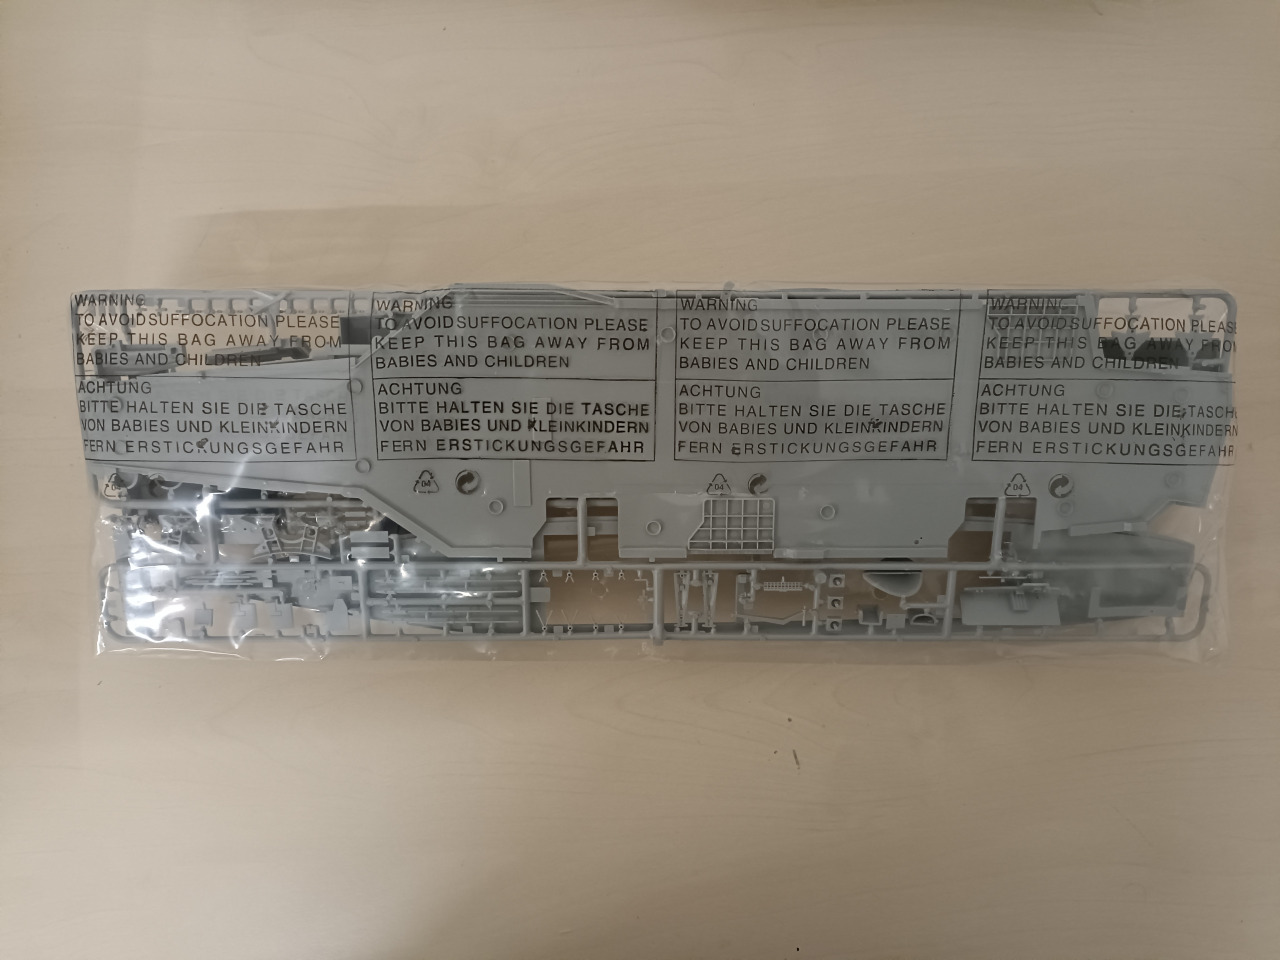 WARNING
TO AVOID SUFFOCATION PLEASE
KEEP THIS BAG AWAY FROM
BABIES AND CHILDREN
ACHTUNG
BITTE HALTEN SIE DIE TASCHE
VON BABIES UND KLEINKINDERN
FERN ERSTICKUNGSGEFAHR
04
WARNING
TO AVOID SUFFOCATION PLEASE
KEEP THIS BAG AWAY FROM
BABIES AND CHILDREN
ACHTUNG
BITTE HALTEN SIE DIE TASCHE
VON BABIES UND KLEINKINDERN
FERN ERSTICKUNGSGEFAHR
04
WARNING
TO AVOID SUFFOCATION PLEASE
KEEP THIS BAG AWAY FROM
BABIES AND CHILDREN
ACHTUNG
BITTE HALTEN SIE DIE TASCHE
VON BABIES UND KLEINKINDERN
FERN ERSTICKUNGSGEFAHR
04
WARNING
TO AVOID SUFFOCATION PLEASE
KEEP THIS BAG AWAY FROM
BABIES AND CHILDREN
ACHTUNG
BITTE HALTEN SIE DIE TASCH
VON BABIES UND KLEINKINDERN
FERN ERSTICKUNGSGEFAHR
04